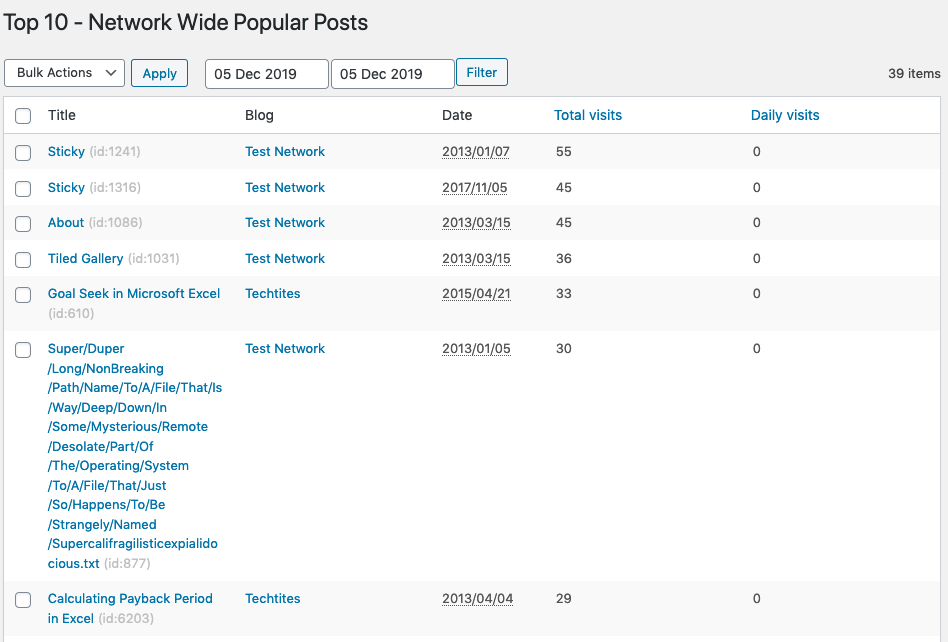 Top 10 - Network Wide Popular Posts
Bulk Actions Apply 05 Dec 2019 05 Dec 2019 Filter 39 items
Title Blog Date Total visits Daily visits
Sticky (id:1241) Test Network 2013/01/07 55 0
Sticky (id:1316) Test Network 2017/11/05 45 0
About (id:1086) Test Network 2013/03/15 45 0
Tiled Gallery (id:1031) Test Network 2013/03/15 36 0
Goal Seek in Microsoft Excel Techtites 2015/04/21 33 0
(id:610)
Super/Duper Test Network 2013/01/05 30 0
/Long/NonBreaking
/Path/Name/To/A/File/That/Is
/Way/Deep/Down/In
/Some/Mysterious/Remote
/Desolate/Part/Of
/The/Operating/System
/To/A/File/That/Just
/So/Happens/To/Be
/Strangely/Named
/Supercalifragilisticexpialido
cious.txt (id:877)
Calculating Payback Period Techtites 2013/04/04 29 0
in Excel (id:6203)